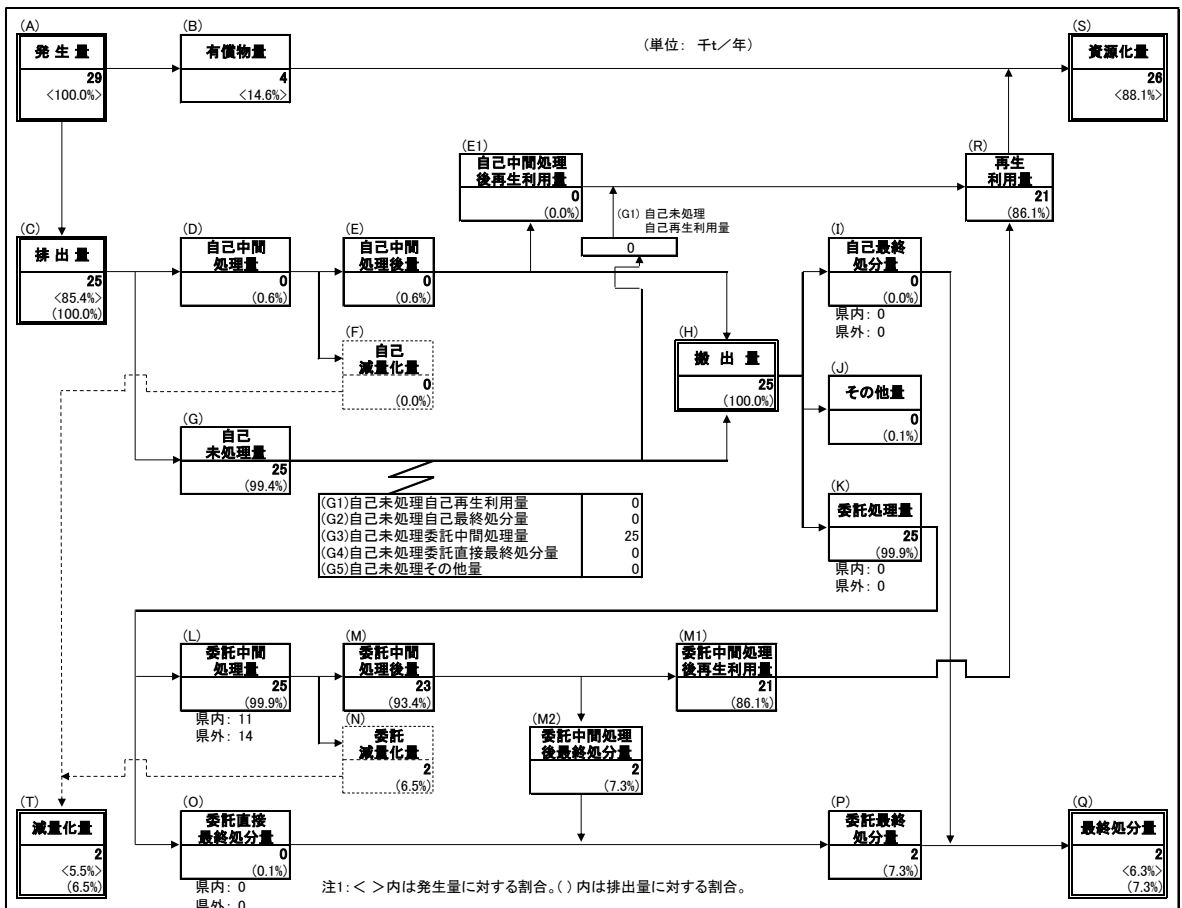 (A)
発生量
29
<100.0%>
(B)
有償物量
4
<14.6%>
(単位: 千t/年)
(S)
資源化量
26
<88.1%>
(E1)
自己中間処理
後再生利用量
0
(0.0%)
(G1) 自己未処理
自己再生利用量
0
(R)
再生
利用量
21
(86.1%)
(C)
排出量
25
<85.4%>
(100.0%)
(D)
自己中間
処理量
0
(0.6%)
(E)
自己中間
処理後量
0
(0.6%)
(F)
自己
減量化量
0
(0.0%)
(G)
自己
未処理量
25
(99.4%)
(H)
搬出量
25
(100.0%)
(I)
自己最終
処分量
0
(0.0%)
県内: 0
県外: 0
(J)
その他量
0
(0.1%)
(K)
委託処理量
25
(99.9%)
県内: 0
県外: 0
(G1)自己未処理自己再生利用量 0
(G2)自己未処理自己最終処分量 0
(G3)自己未処理委託中間処理量 25
(G4)自己未処理委託直接最終処分量 0
(G5)自己未処理その他量 0
(L)
委託中間
処理量
25
(99.9%)
県内: 11
県外: 14
(M)
委託中間
処理後量
23
(93.4%)
(N)
委託
減量化量
2
(6.5%)
(M1)
委託中間処理
後再生利用量
21
(86.1%)
(M2)
委託中間処理
後最終処分量
2
(7.3%)
(T)
減量化量
2
<5.5%>
(6.5%)
(O)
委託直接
最終処分量
0
(0.1%)
県内: 0
県外: 0
(P)
委託最終
処分量
2
(7.3%)
(Q)
最終処分量
2
<6.3%>
(7.3%)
注1:< >内は発生量に対する割合。( )内は排出量に対する割合。